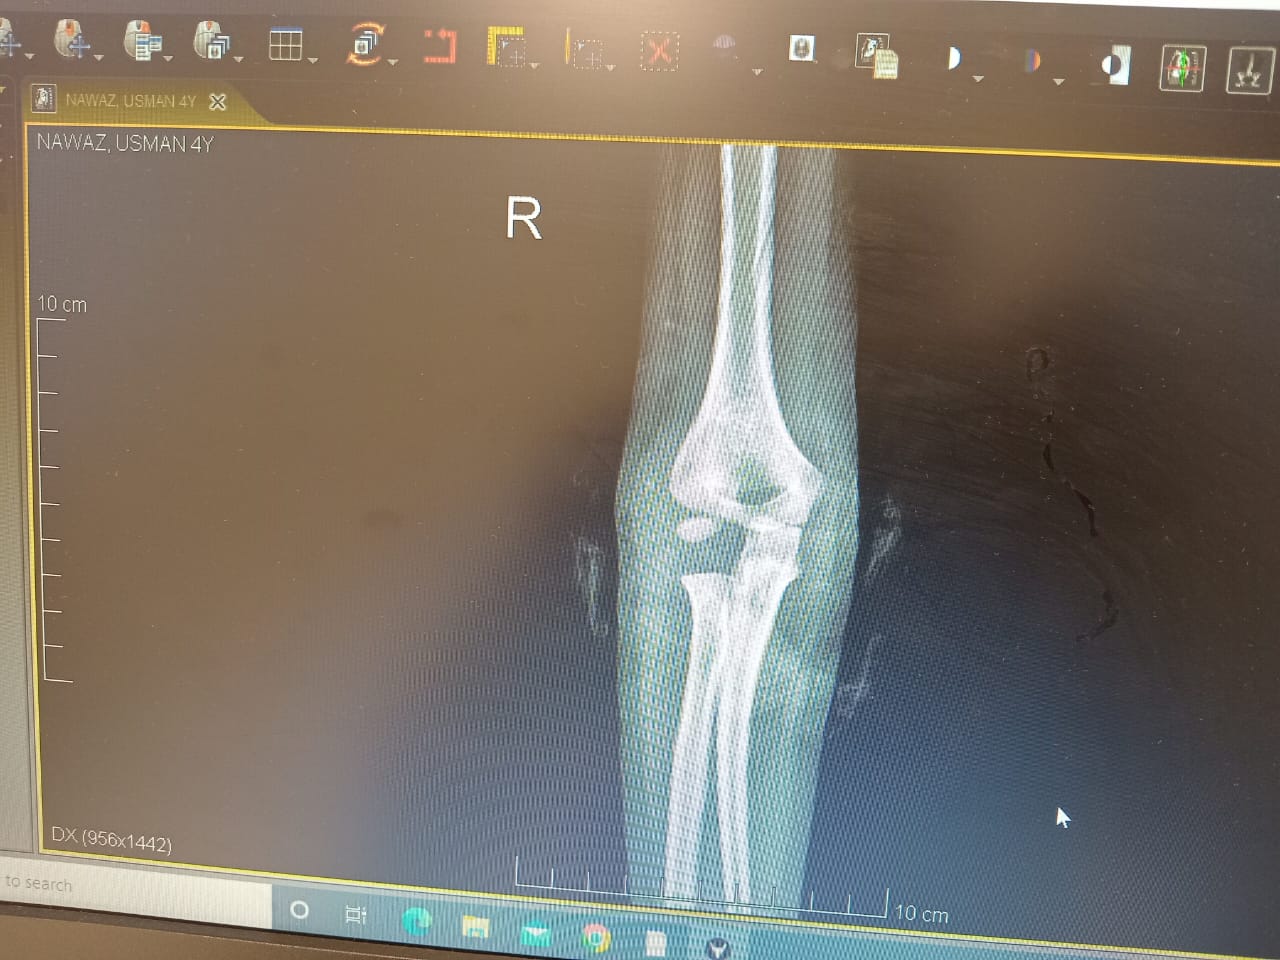 NAWAZ, USMAN 4Y
NAWAZ, USMAN 4Y
R
10 cm
DX (956x1442)
10 cm
to search